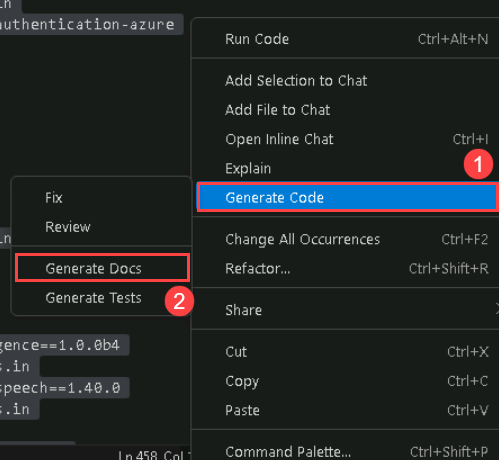 in
authentication-azure
Run Code Ctrl+Alt+N
Add Selection to Chat
Add File to Chat
Open Inline Chat Ctrl+I
Explain
1
Generate Code
Fix
Review
in
Generate Docs
Generate Tests
2
Change All Occurrences Ctrl+F2
Refactor... Ctrl+Shift+R
Share
Cut Ctrl+X
Copy Ctrl+C
Paste Ctrl+V
Command Palette... Ctrl+Shift+P
gence==1.0.0b4
s.in
speech==1.40.0
s.in
Ln 458, Col